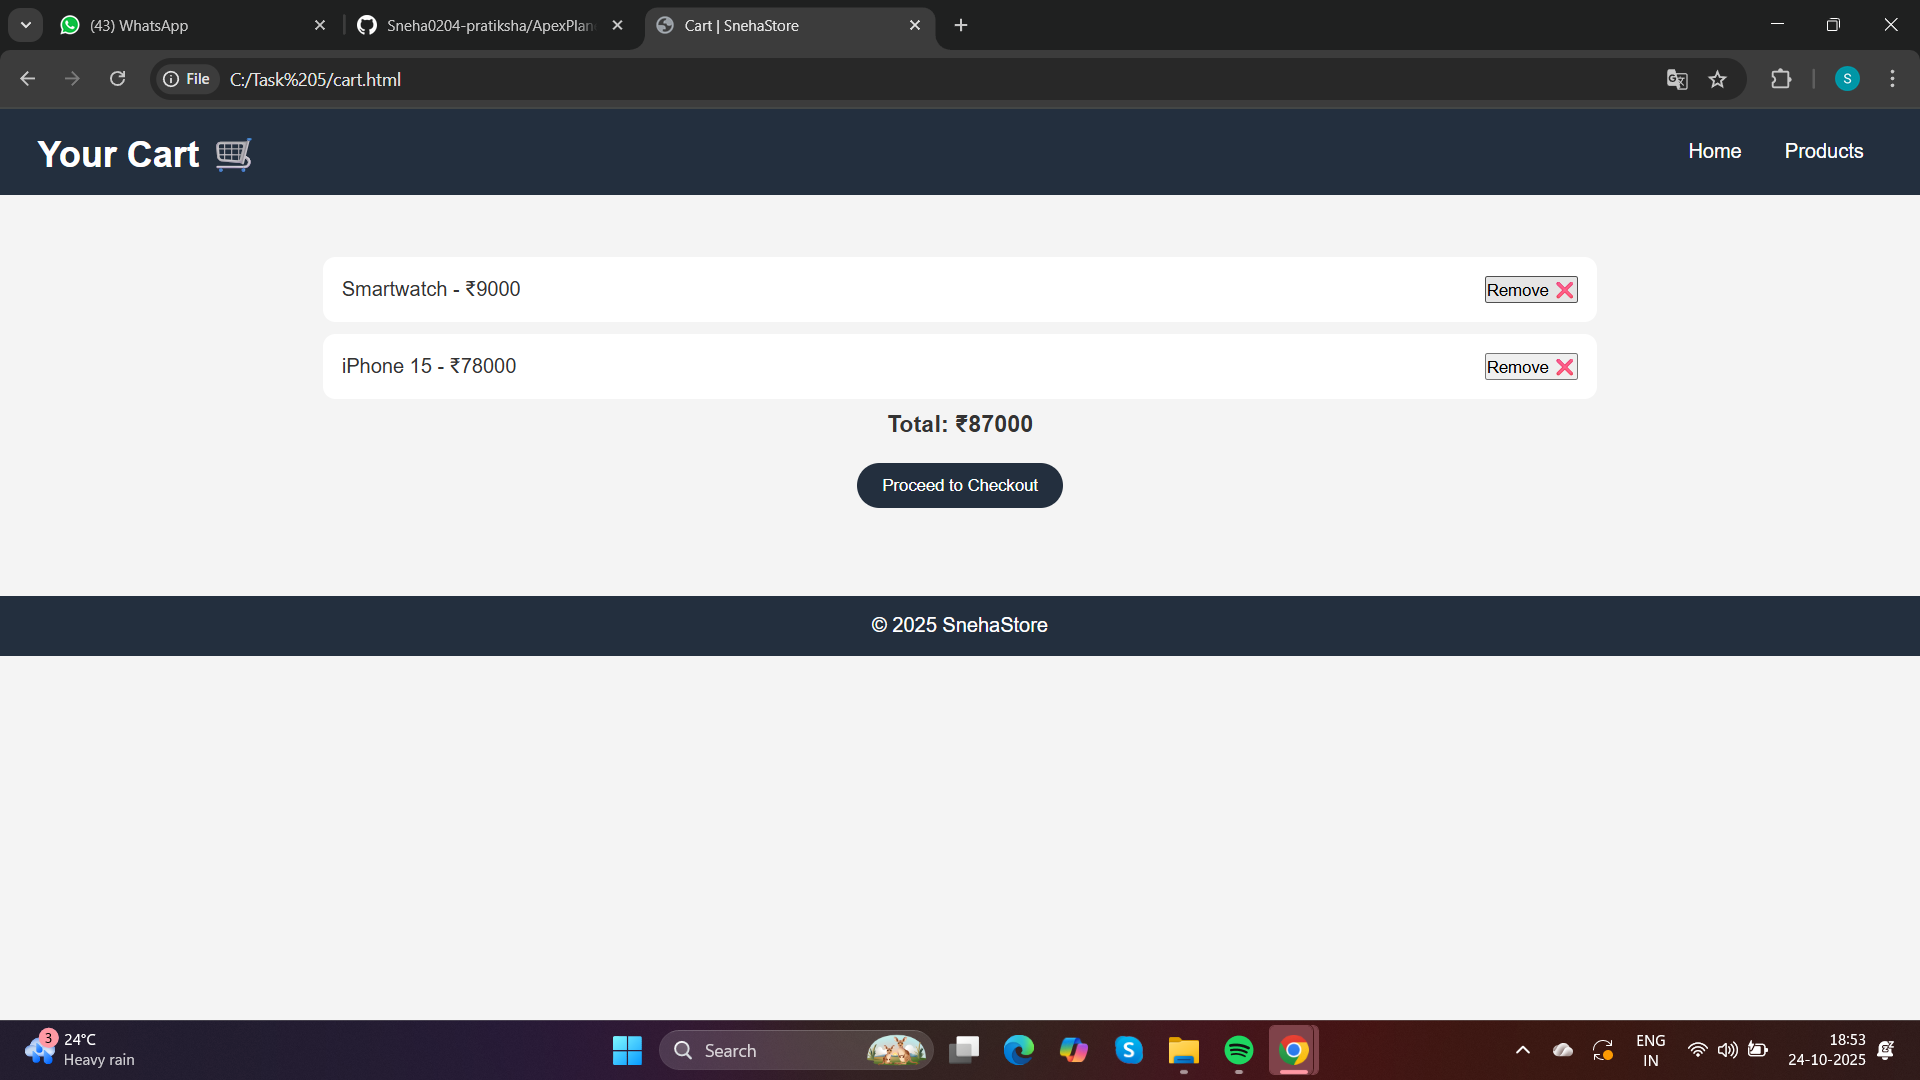 (43) WhatsApp
Sneha0204-pratiksha/ApexPlan
Cart | SnehaStore
File
C:/Task%205/cart.html
S
Your Cart 🛒
Home
Products
Smartwatch - ₹9000
Remove ❌
iPhone 15 - ₹78000
Remove ❌
Total: ₹87000
Proceed to Checkout
© 2025 SnehaStore
3
24°C
Heavy rain
Search
ENG
IN
18:53
24-10-2025